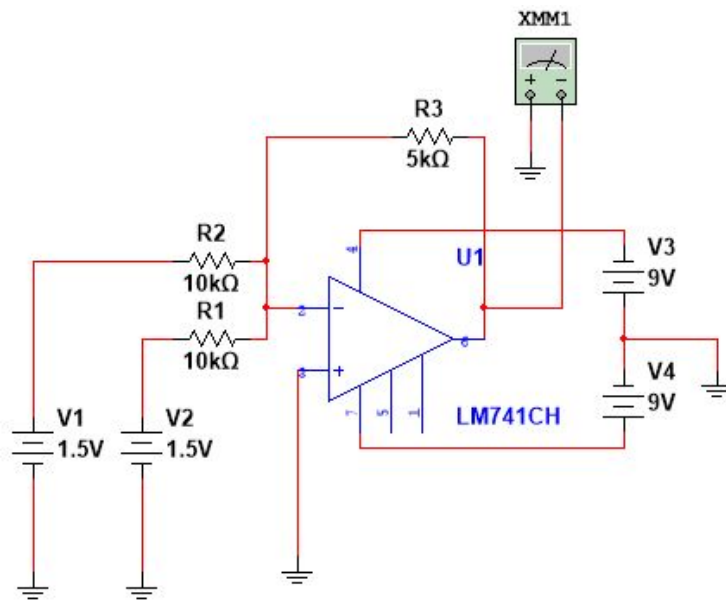 XMM1
+ −
R3
5kΩ
R2
10kΩ
4
U1
V3
9V
R1
10kΩ
2
−
6
3
+
V4
9V
V1
1.5V
V2
1.5V
7
5
1
LM741CH